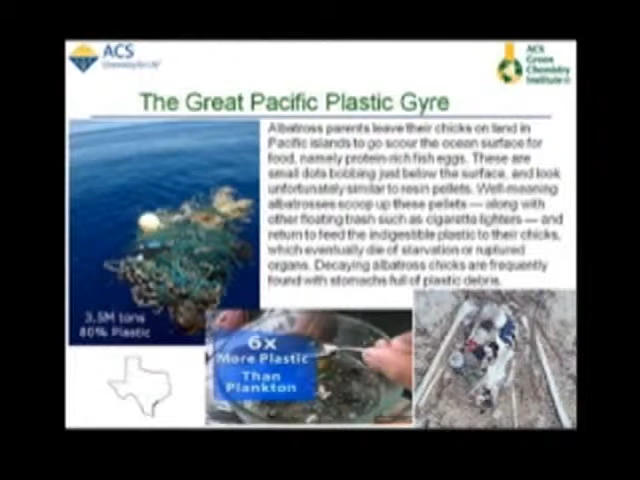 ACS
Chemistry for Life
ACS
Green
Chemistry
Institute®
The Great Pacific Plastic Gyre
Albatross parents leave their chicks on land in
Pacific islands to go scour the ocean surface for
food, namely protein-rich fish eggs. These are
small dots bobbing just below the surface, and look
unfortunately similar to resin pellets. Well-meaning
albatrosses scoop up these pellets — along with
other floating trash such as cigarette lighters — and
return to feed the indigestible plastic to their chicks,
which eventually die of starvation or ruptured
organs. Decaying albatross chicks are frequently
found with stomachs full of plastic debris.
3.5M tons
80% Plastic
6x
More Plastic
Than
Plankton